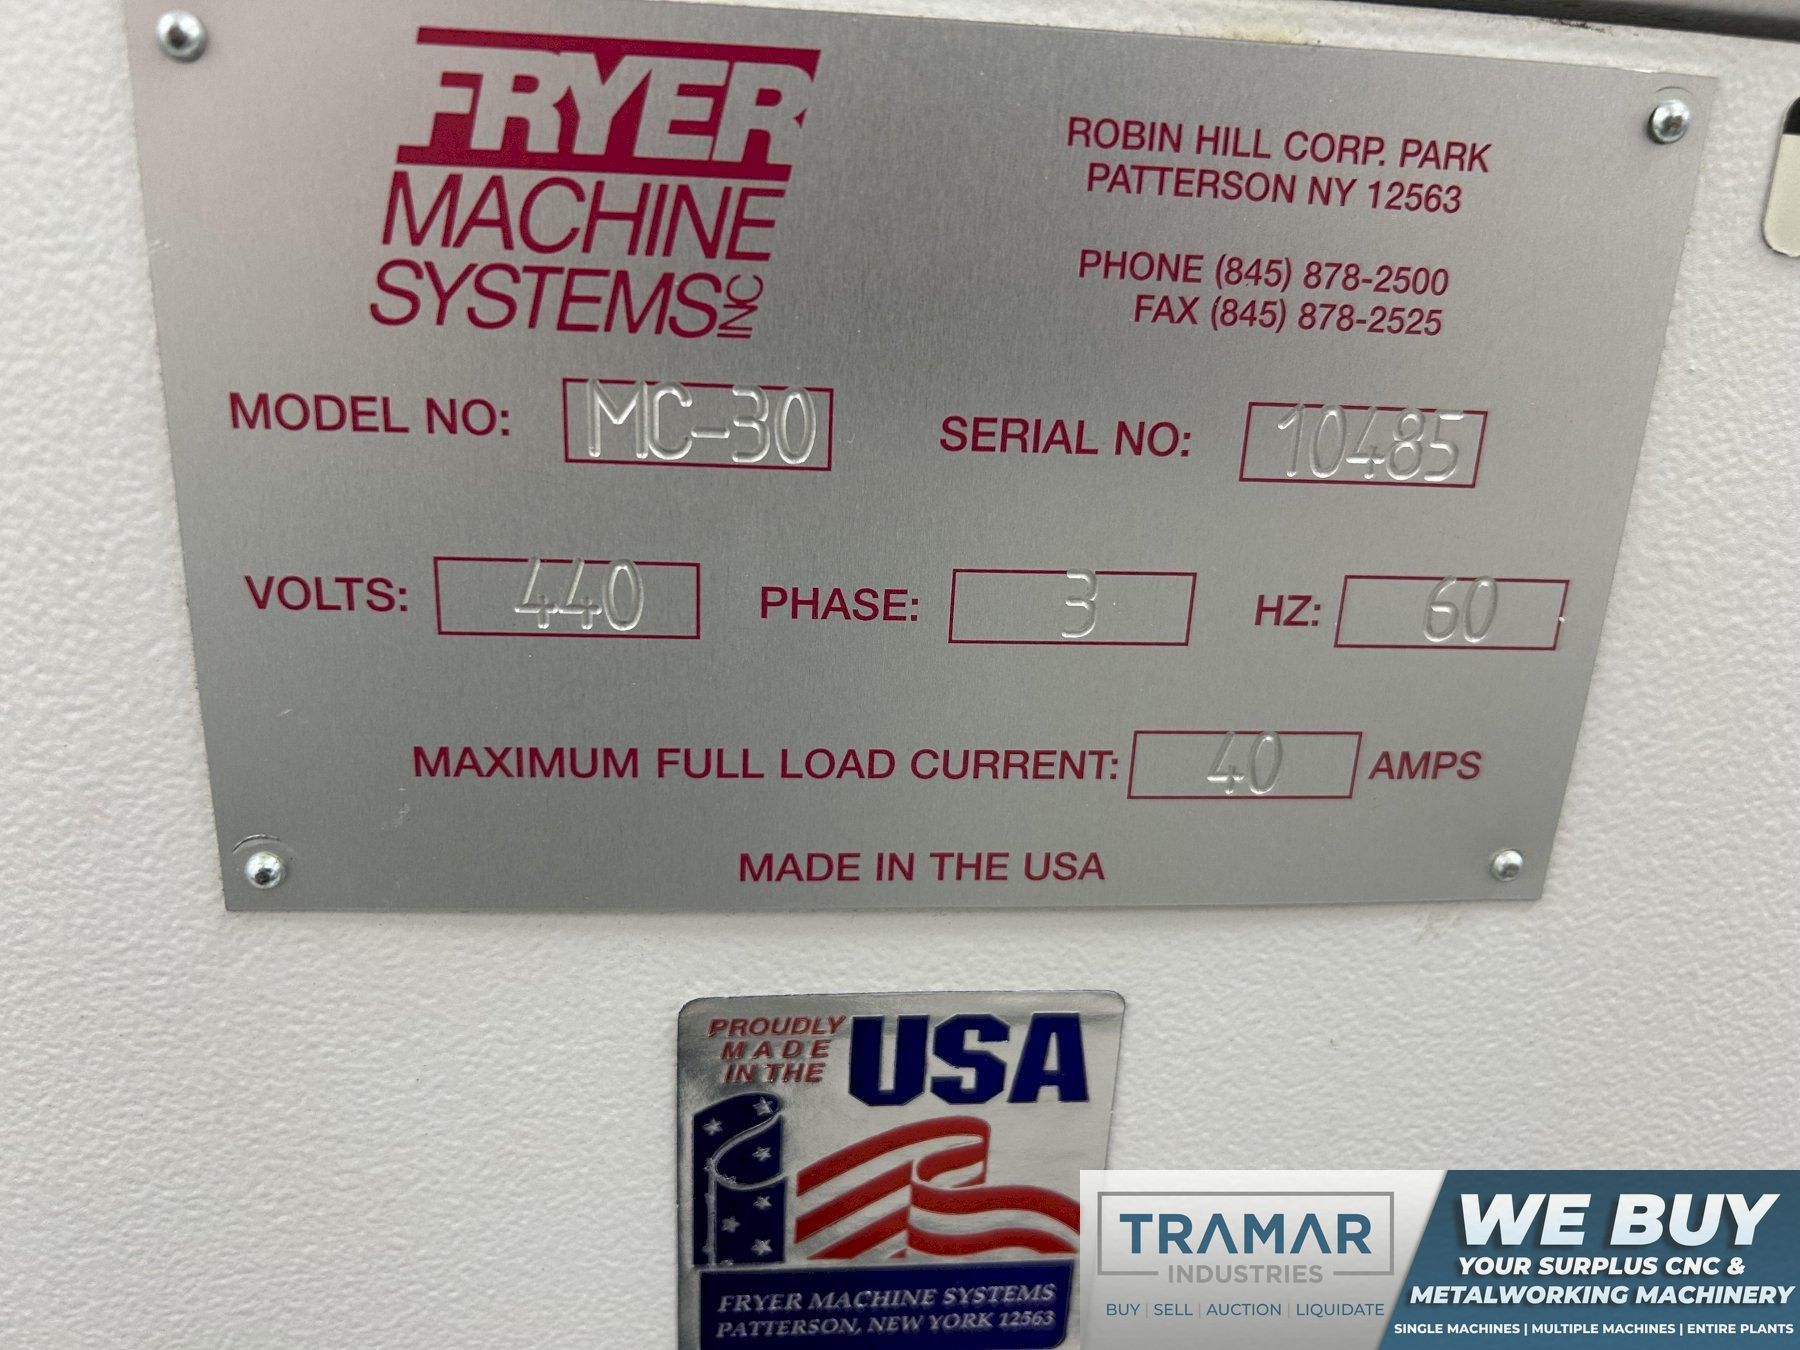 FRYER
MACHINE
SYSTEMS INC
ROBIN HILL CORP. PARK
PATTERSON NY 12563
PHONE (845) 878-2500
FAX (845) 878-2525
MODEL NO: MC-30
SERIAL NO: 10485
VOLTS: 440
PHASE: 3
HZ: 60
MAXIMUM FULL LOAD CURRENT: 40 AMPS
MADE IN THE USA
PROUDLY
MADE
IN THE
USA
FRYER MACHINE SYSTEMS
PATTERSON, NEW YORK 12563
TRAMAR
INDUSTRIES
BUY | SELL | AUCTION | LIQUIDATE
WE BUY
YOUR SURPLUS CNC &
METALWORKING MACHINERY
SINGLE MACHINES | MULTIPLE MACHINES | ENTIRE PLANTS